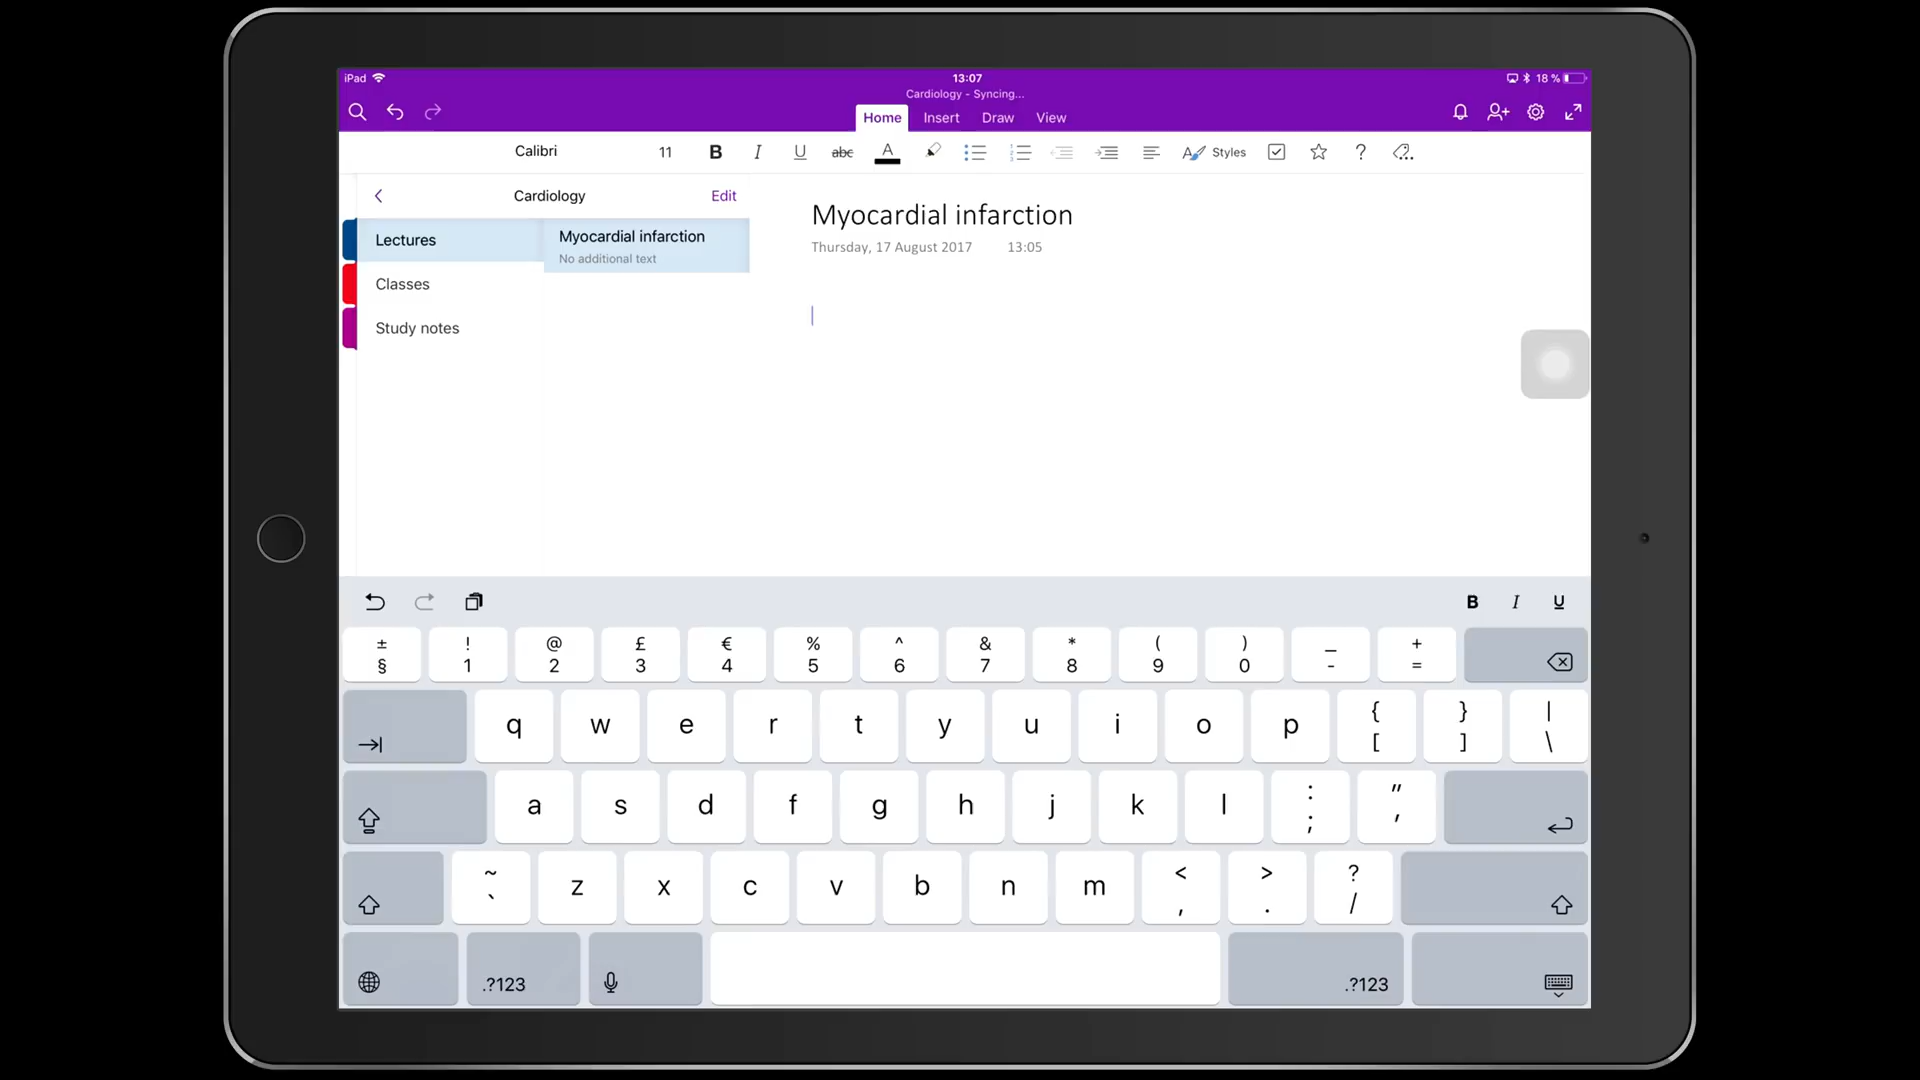 iPad 13:07 18 %
Cardiology - Syncing...
Home Insert Draw View
Calibri 11 B I U abc A Styles ?
Cardiology Edit
Lectures
Classes
Study notes
Myocardial infarction
No additional text
Myocardial infarction
Thursday, 17 August 2017 13:05
B I U
± ! @ £ € % ^ & * ( ) _ +
§ 1 2 3 4 5 6 7 8 9 0 - =
q w e r t y u i o p { [ } ] | \
a s d f g h j k l : ; " '
~ ` z x c v b n m < , > . ? /
.?123 .?123